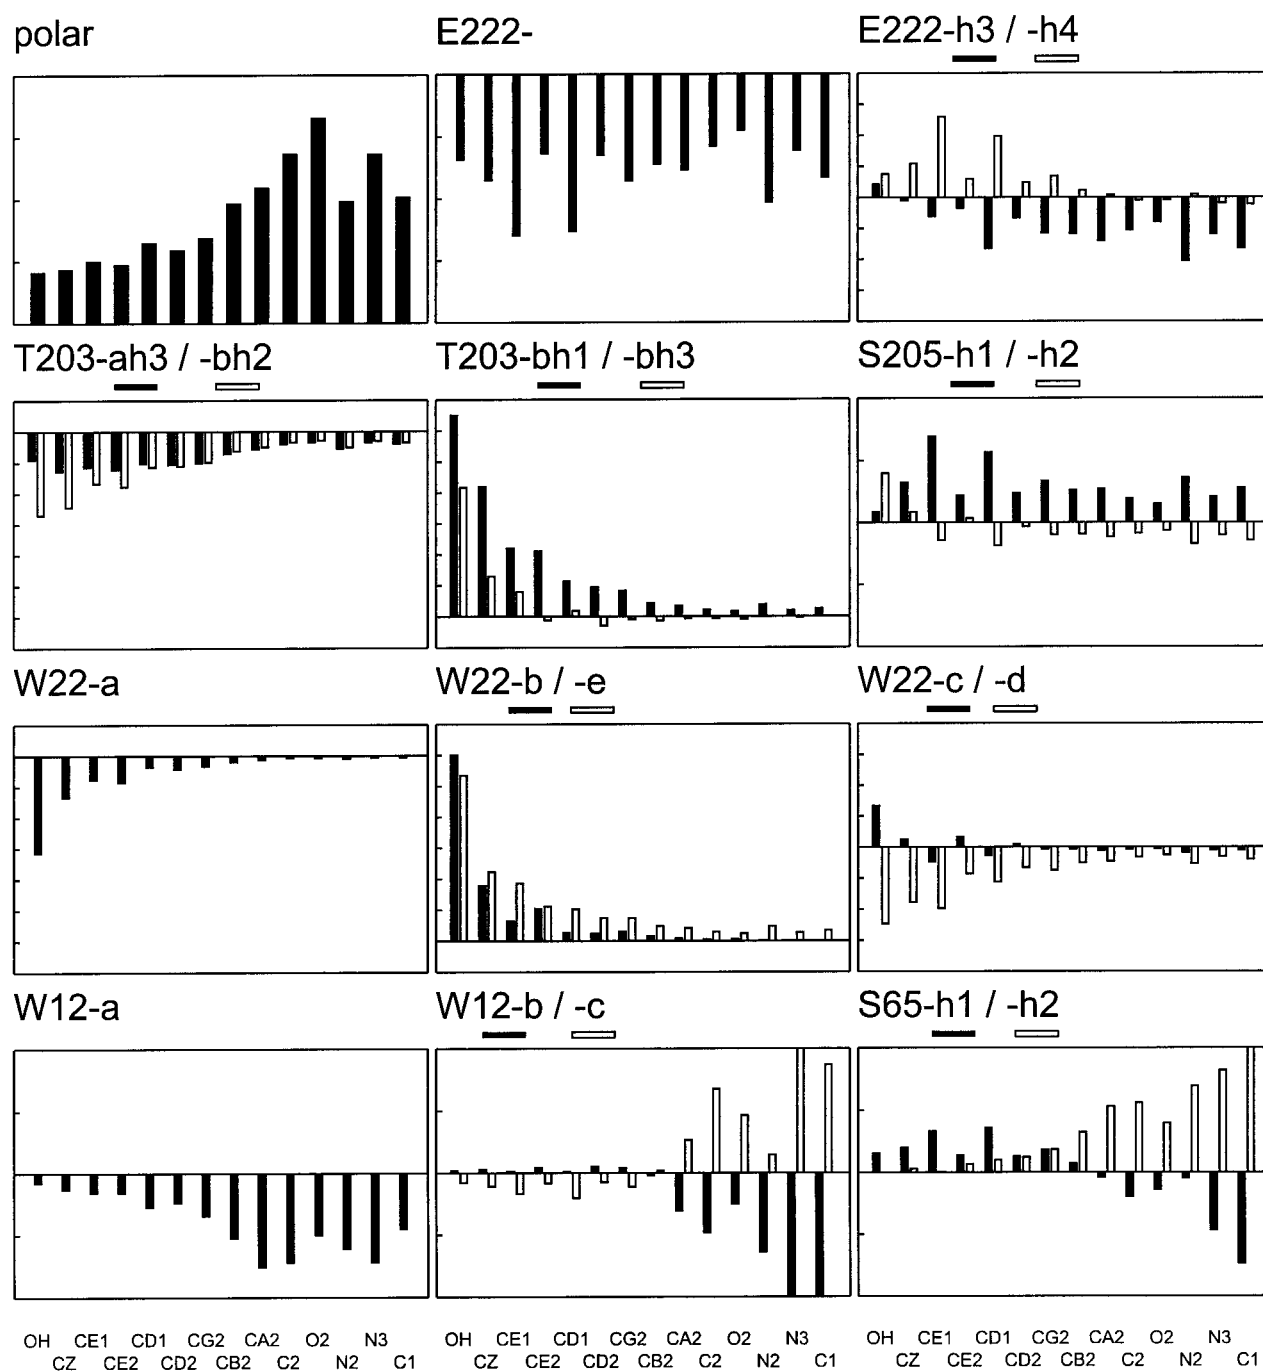 polar
E222-
E222-h3 / -h4
T203-ah3 / -bh2
T203-bh1 / -bh3
S205-h1 / -h2
W22-a
W22-b / -e
W22-c / -d
W12-a
W12-b / -c
S65-h1 / -h2
OH CE1 CD1 CG2 CA2 O2 N3
CZ CE2 CD2 CB2 C2 N2 C1
OH CE1 CD1 CG2 CA2 O2 N3
CZ CE2 CD2 CB2 C2 N2 C1
OH CE1 CD1 CG2 CA2 O2 N3
CZ CE2 CD2 CB2 C2 N2 C1